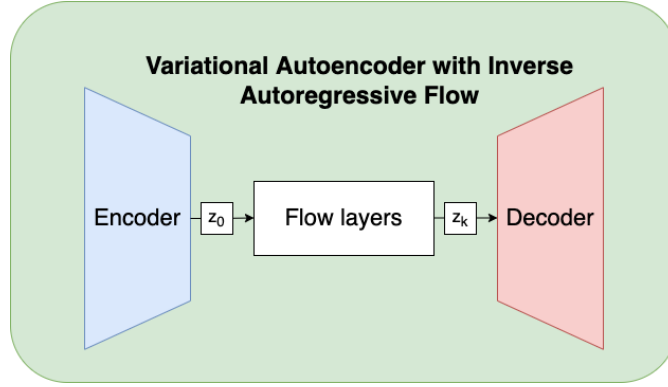 Variational Autoencoder with Inverse
Autoregressive Flow
Encoder
z₀
Flow layers
zₖ
Decoder